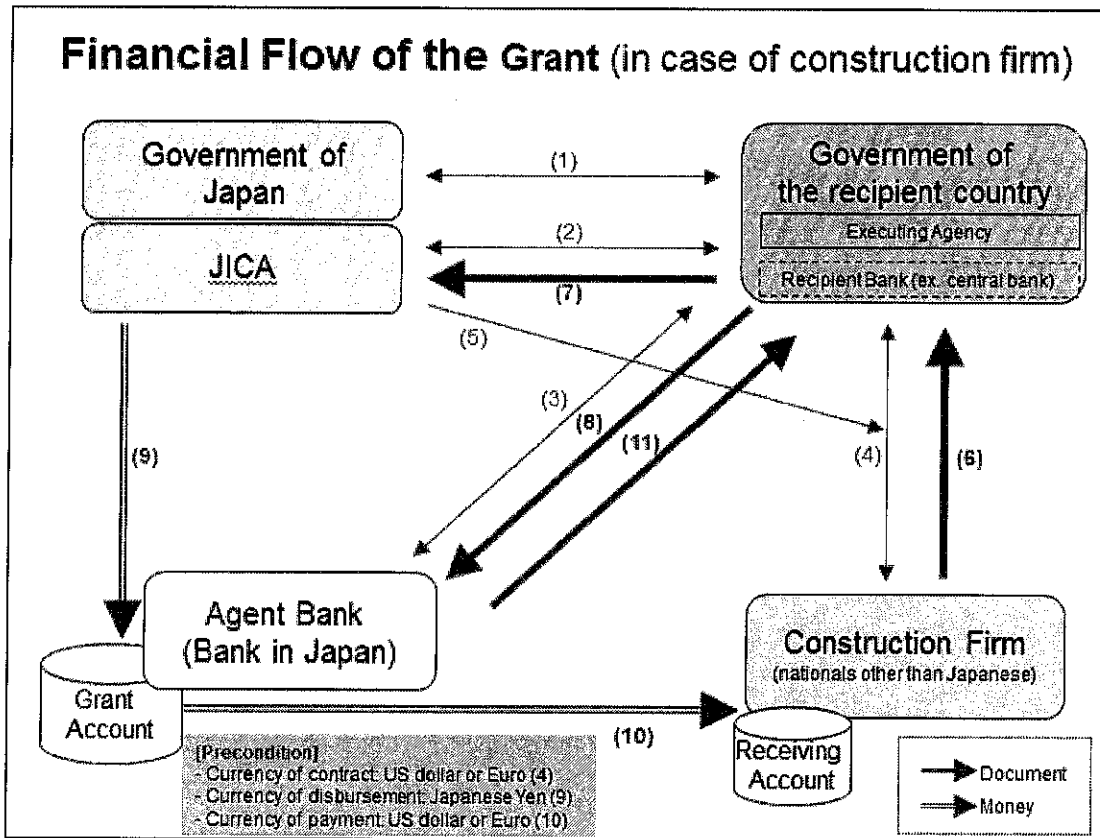 Financial Flow of the Grant (in case of construction firm)
Government of
Japan
JICA
(1)
(2)
(7)
Government of
the recipient country
Executing Agency
Recipient Bank (ex. central bank)
(5)
(3)
(8)
(11)
(4)
(6)
(9)
Agent Bank
(Bank in Japan)
Grant
Account
(10)
Construction Firm
(nationals other than Japanese)
Receiving
Account
[Precondition]
- Currency of contract: US dollar or Euro (4)
- Currency of disbursement: Japanese Yen (9)
- Currency of payment: US dollar or Euro (10)
Document
Money